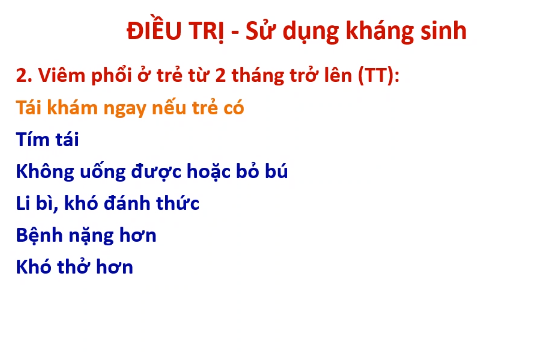 ĐIỀU TRỊ - Sử dụng kháng sinh
2. Viêm phổi ở trẻ từ 2 tháng trở lên (TT):
Tái khám ngay nếu trẻ có
Tím tái
Không uống được hoặc bỏ bú
Li bì, khó đánh thức
Bệnh nặng hơn
Khó thở hơn